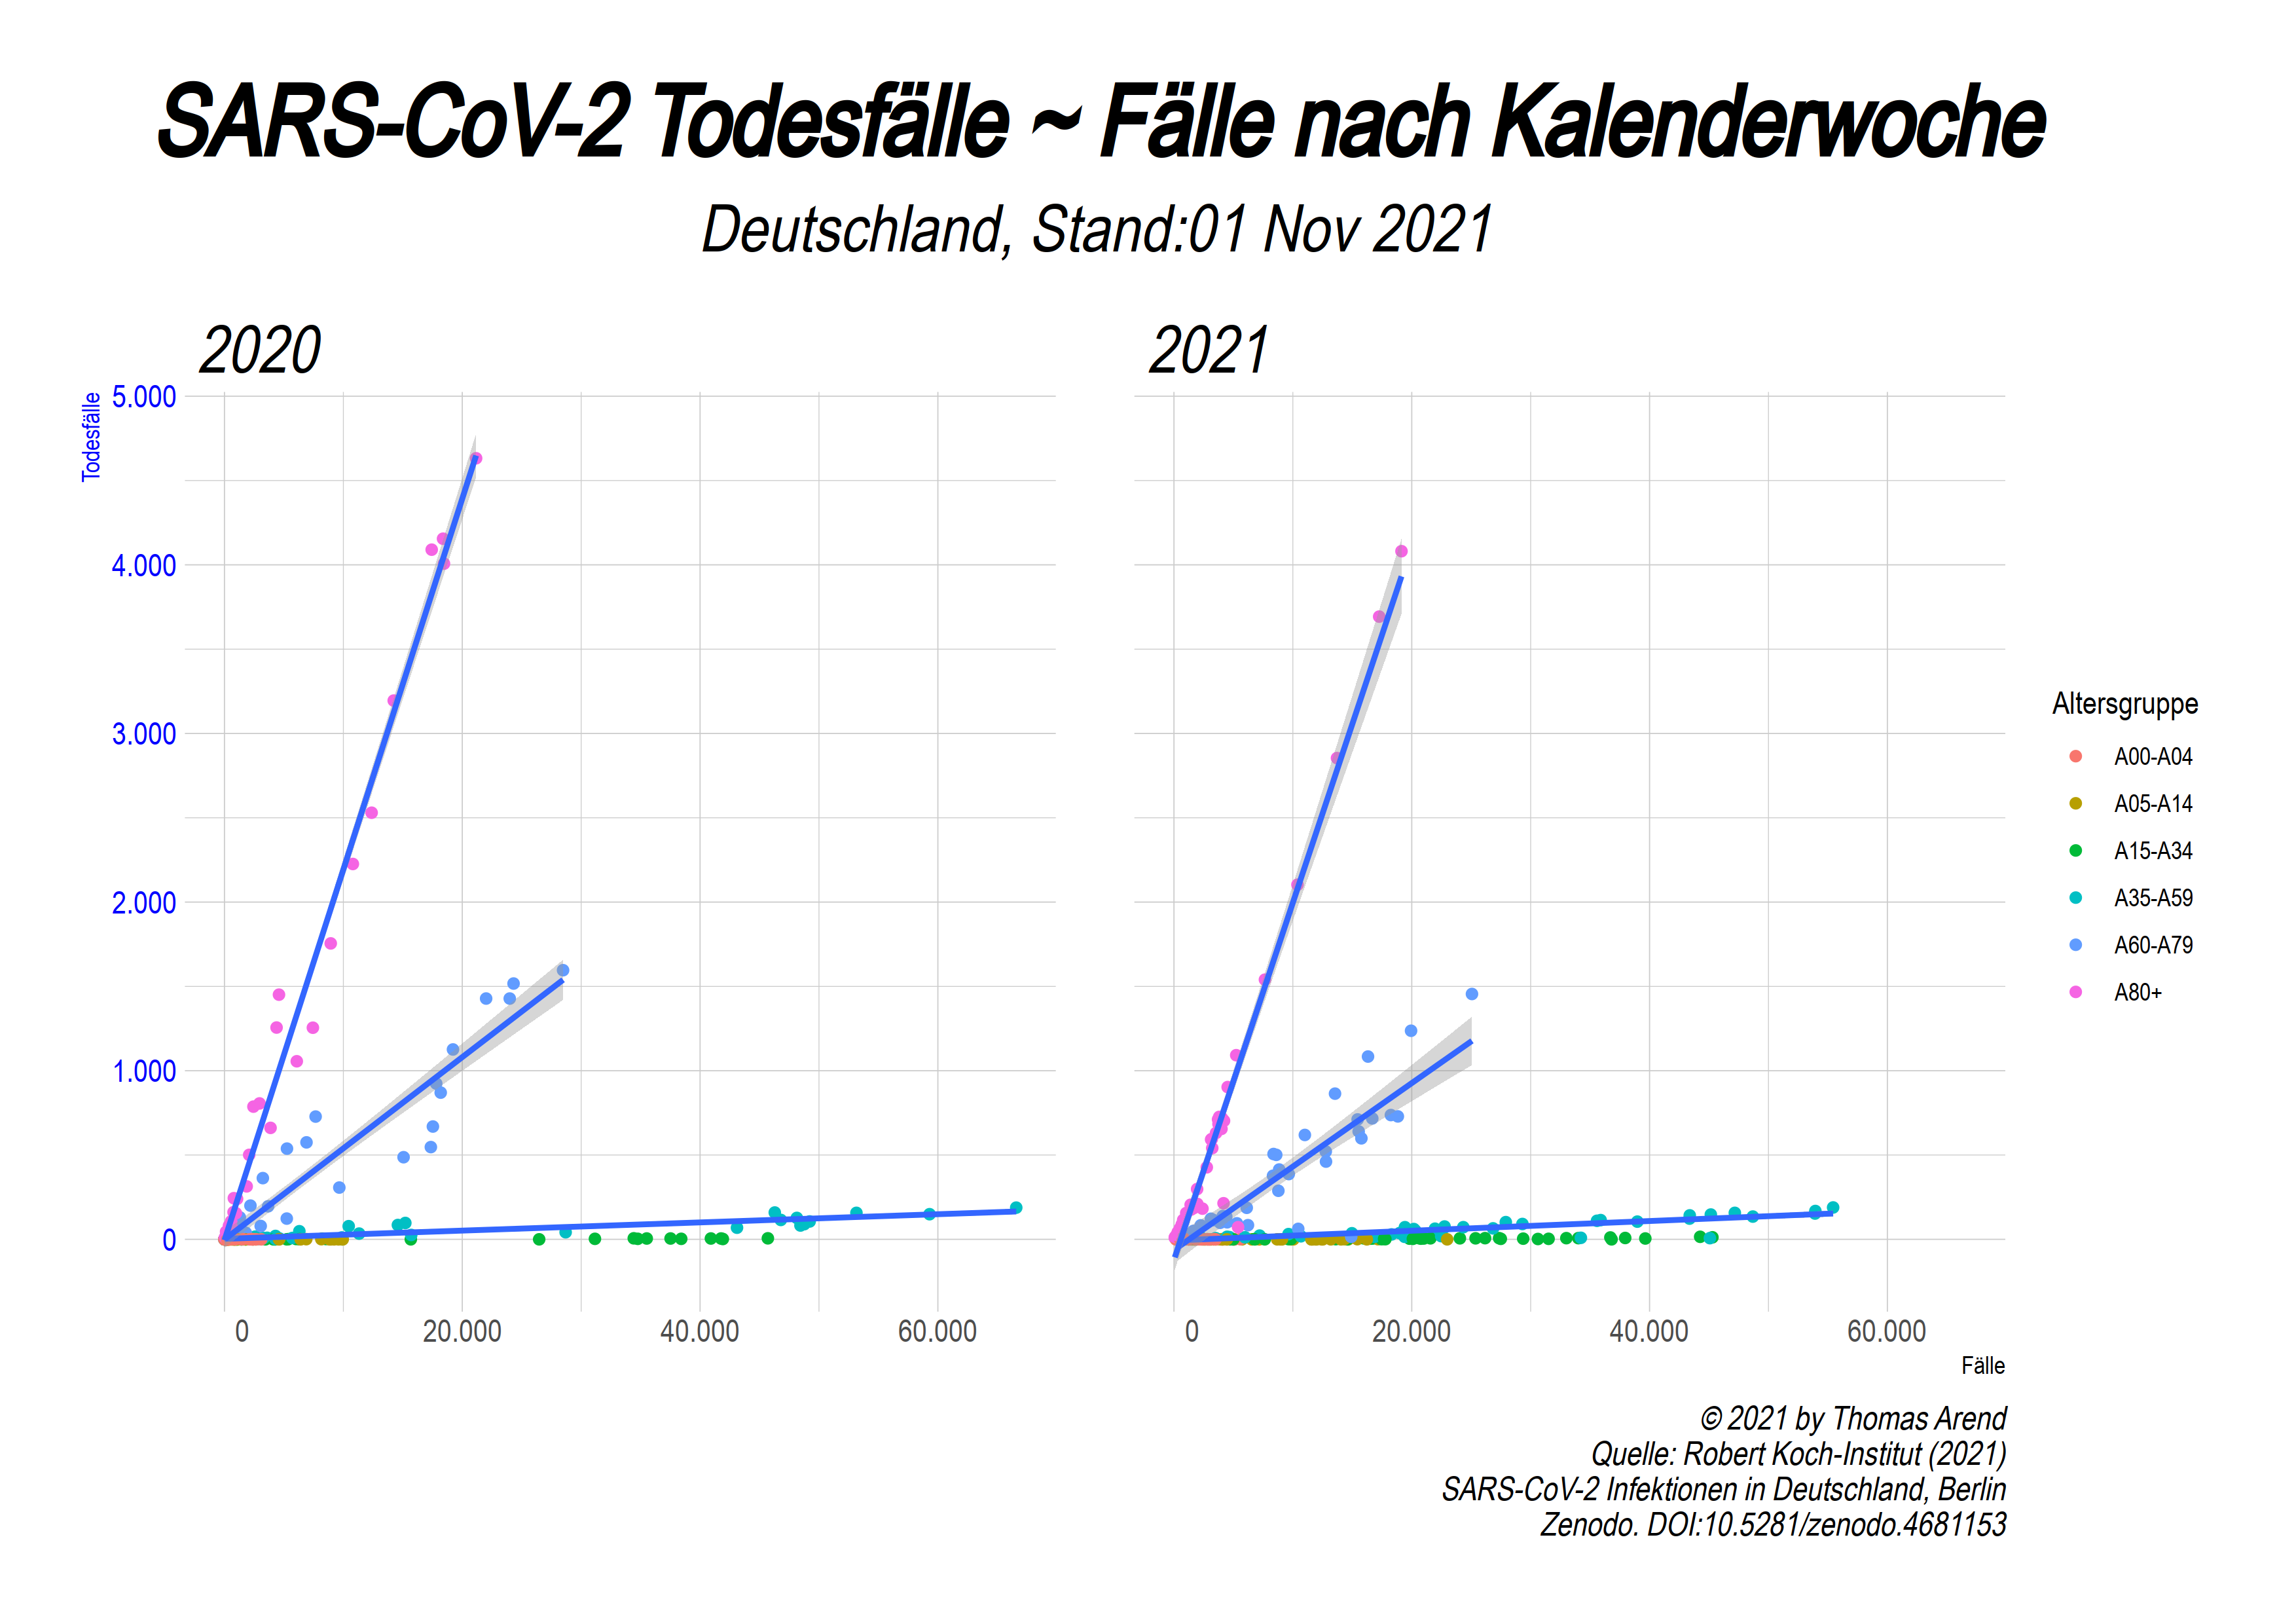 SARS-CoV-2 Todesfälle ~ Fälle nach Kalenderwoche
Deutschland, Stand:01 Nov 2021
2020
2021
Todesfälle
5.000
4.000
3.000
2.000
1.000
0
0
20.000
40.000
60.000
0
20.000
40.000
60.000
Fälle
Altersgruppe
A00-A04
A05-A14
A15-A34
A35-A59
A60-A79
A80+
© 2021 by Thomas Arend
Quelle: Robert Koch-Institut (2021)
SARS-CoV-2 Infektionen in Deutschland, Berlin
Zenodo. DOI:10.5281/zenodo.4681153